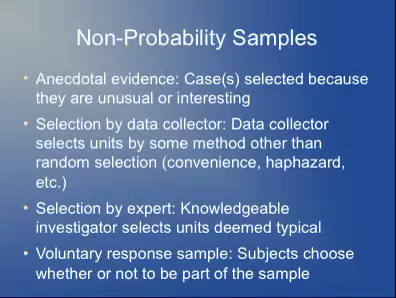 Non-Probability Samples
• Anecdotal evidence: Case(s) selected because
they are unusual or interesting
• Selection by data collector: Data collector
selects units by some method other than
random selection (convenience, haphazard,
etc.)
• Selection by expert: Knowledgeable
investigator selects units deemed typical
• Voluntary response sample: Subjects choose
whether or not to be part of the sample